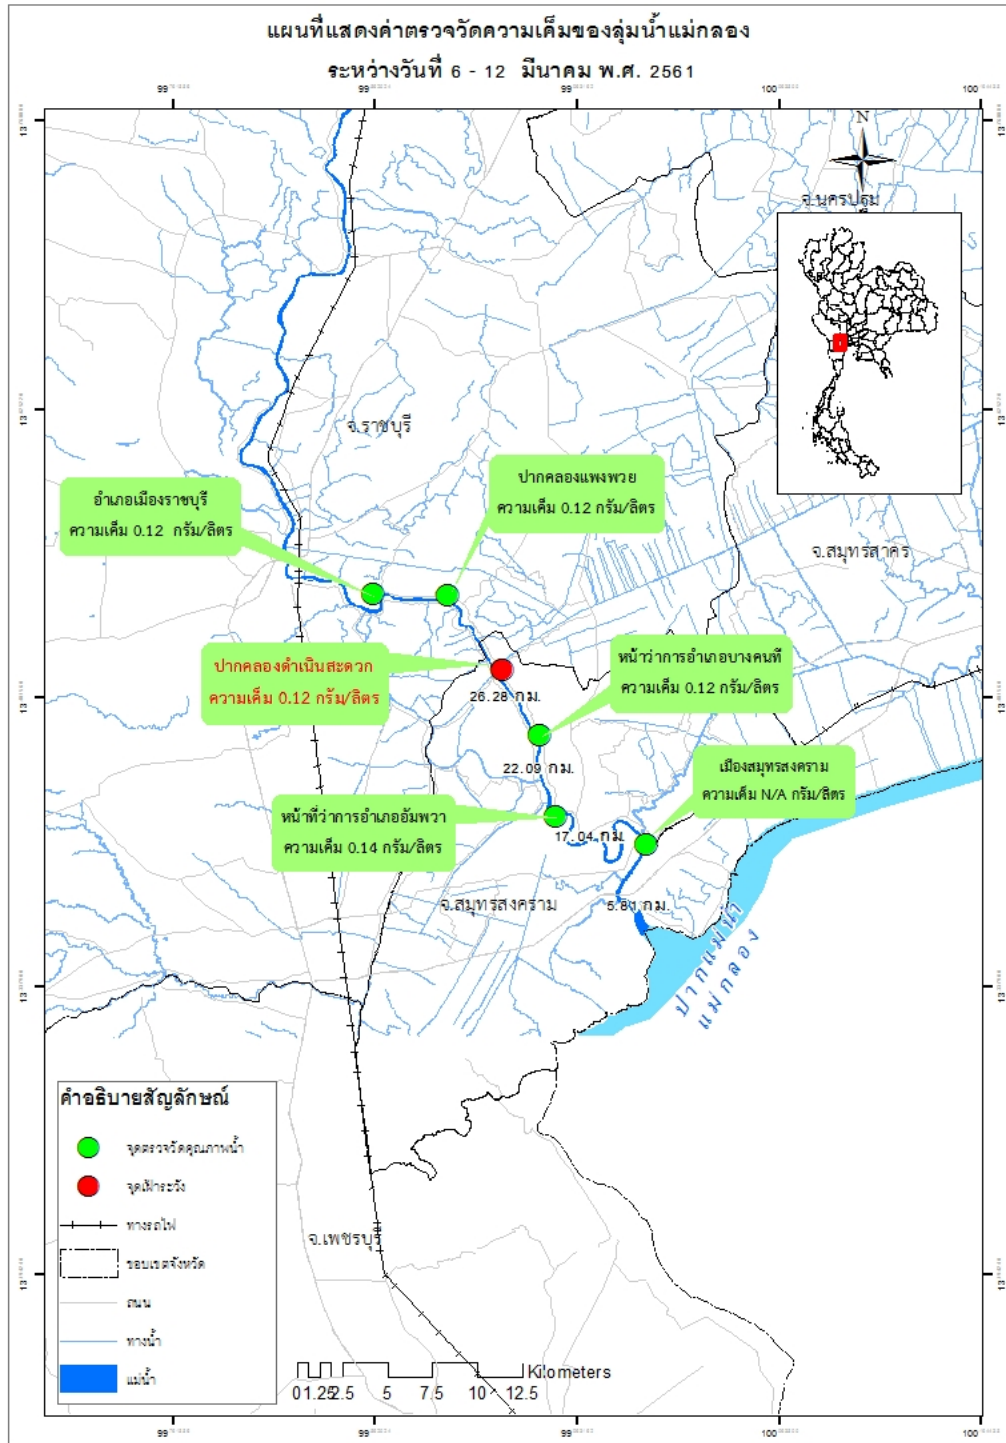 แผนที่แสดงค่าตรวจวัดความเค็มของลุ่มน้ำแม่กลอง
ระหว่างวันที่ 6 - 12 มีนาคม พ.ศ. 2561
99
99
99
100
100
N
จ.นครปฐม
จ.ราชบุรี
ปากคลองแพงพวย
ความเค็ม 0.12 กรัม/ลิตร
อำเภอเมืองราชบุรี
ความเค็ม 0.12 กรัม/ลิตร
จ.สมุทรสาคร
ปากคลองดำเนินสะดวก
ความเค็ม 0.12 กรัม/ลิตร
หน้าว่าการอำเภอบางคนที
ความเค็ม 0.12 กรัม/ลิตร
26.28 กม.
22.09 กม.
เมืองสมุทรสงคราม
ความเค็ม N/A กรัม/ลิตร
หน้าที่ว่าการอำเภออัมพวา
ความเค็ม 0.14 กรัม/ลิตร
17.04 กม.
จ.สมุทรสงคราม
5.81 กม.
ปากแม่น้ำ
แม่กลอง
คำอธิบายสัญลักษณ์
จุดตรวจวัดคุณภาพน้ำ
จุดเฝ้าระวัง
ทางรถไฟ
ขอบเขตจังหวัด
ถนน
ทางน้ำ
แม่น้ำ
จ.เพชรบุรี
Kilometers
0 1.25 2.5 5 7.5 10 12.5
99
99
99
100
100